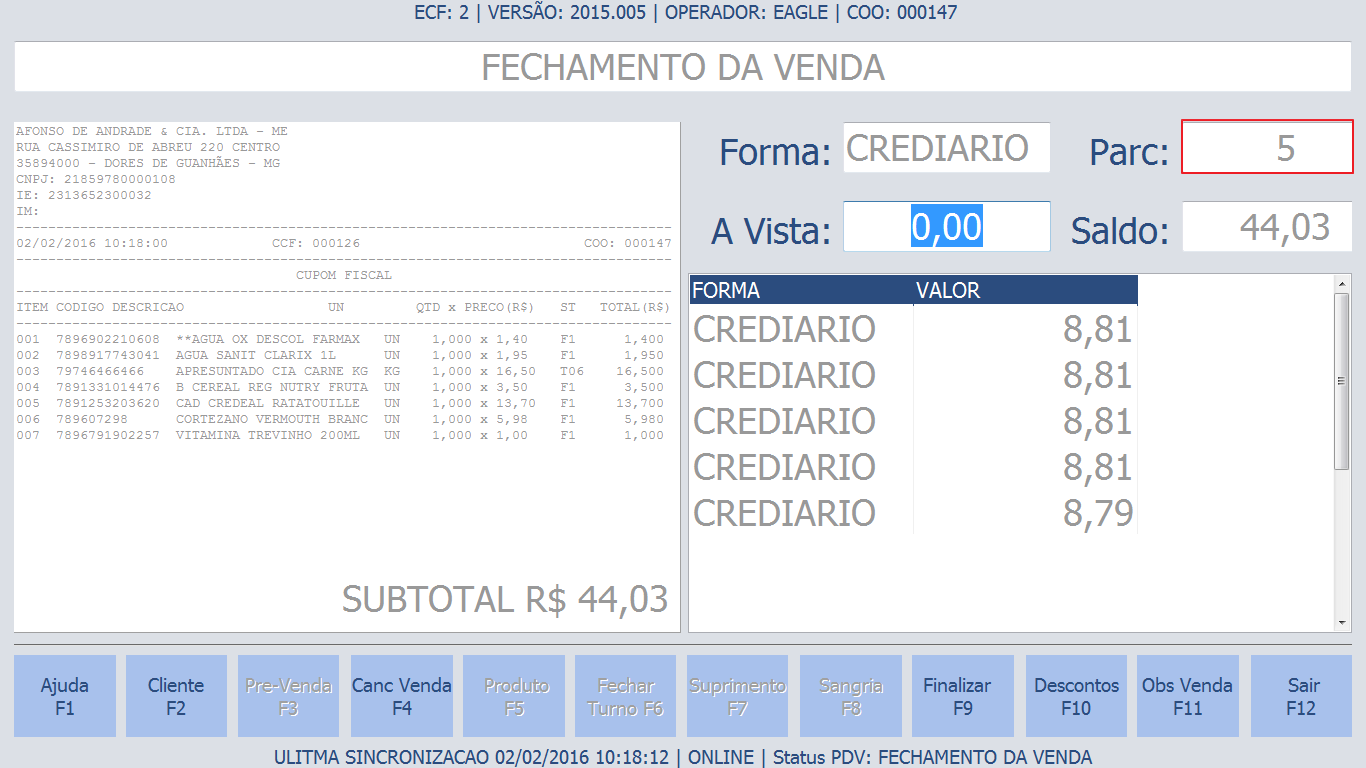 ECF: 2 | VERSÃO: 2015.005 | OPERADOR: EAGLE | COO: 000147
FECHAMENTO DA VENDA
AFONSO DE ANDRADE & CIA. LTDA - ME
RUA CASSIMIRO DE ABREU 220 CENTRO
35894000 - DORES DE GUANHÃES - MG
CNPJ: 21859780000108
IE: 2313652300032
IM:
02/02/2016 10:18:00 CCF: 000126 COO: 000147
CUPOM FISCAL
ITEM CODIGO DESCRICAO UN QTD x PRECO(R$) ST TOTAL(R$)
001 7896902210608 **AGUA OX DESCOL FARMAX UN 1,000 x 1,40 F1 1,400
002 7898917743041 AGUA SANIT CLARIX 1L UN 1,000 x 1,95 F1 1,950
003 79746466466 APRESUNTADO CIA CARNE KG KG 1,000 x 16,50 T06 16,500
004 7891331014476 B CEREAL REG NUTRY FRUTA UN 1,000 x 3,50 F1 3,500
005 7891253203620 CAD CREDEAL RATATOUILLE UN 1,000 x 13,70 F1 13,700
006 789607298 CORTEZANO VERMOUTH BRANC UN 1,000 x 5,98 F1 5,980
007 7896791902257 VITAMINA TREVINHO 200ML UN 1,000 x 1,00 F1 1,000
SUBTOTAL R$ 44,03
Forma: CREDIARIO Parc: 5
A Vista: 0,00 Saldo: 44,03
FORMA VALOR
CREDIARIO 8,81
CREDIARIO 8,81
CREDIARIO 8,81
CREDIARIO 8,81
CREDIARIO 8,79
Ajuda F1
Cliente F2
Pre-Venda F3
Canc Venda F4
Produto F5
Fechar Turno F6
Suprimento F7
Sangria F8
Finalizar F9
Descontos F10
Obs Venda F11
Sair F12
ULITMA SINCRONIZACAO 02/02/2016 10:18:12 | ONLINE | Status PDV: FECHAMENTO DA VENDA